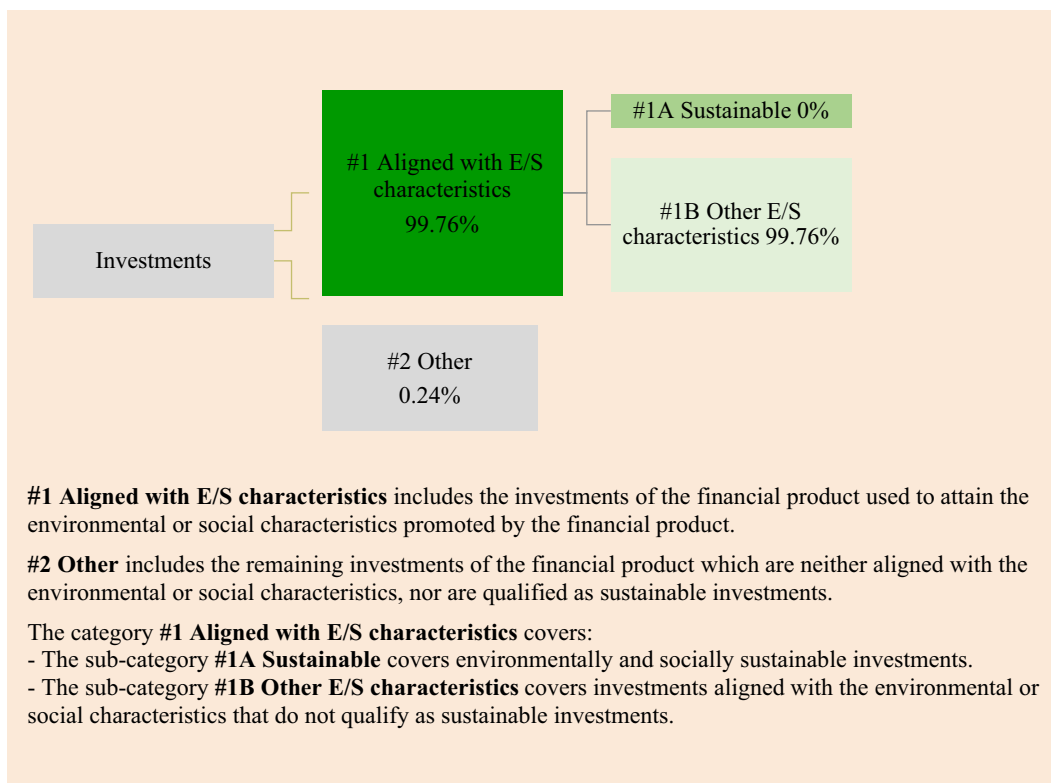 Investments
#1 Aligned with E/S
characteristics
99.76%
#1A Sustainable 0%
#1B Other E/S
characteristics 99.76%
#2 Other
0.24%
#1 Aligned with E/S characteristics includes the investments of the financial product used to attain the
environmental or social characteristics promoted by the financial product.
#2 Other includes the remaining investments of the financial product which are neither aligned with the
environmental or social characteristics, nor are qualified as sustainable investments.
The category #1 Aligned with E/S characteristics covers:
- The sub-category #1A Sustainable covers environmentally and socially sustainable investments.
- The sub-category #1B Other E/S characteristics covers investments aligned with the environmental or
social characteristics that do not qualify as sustainable investments.